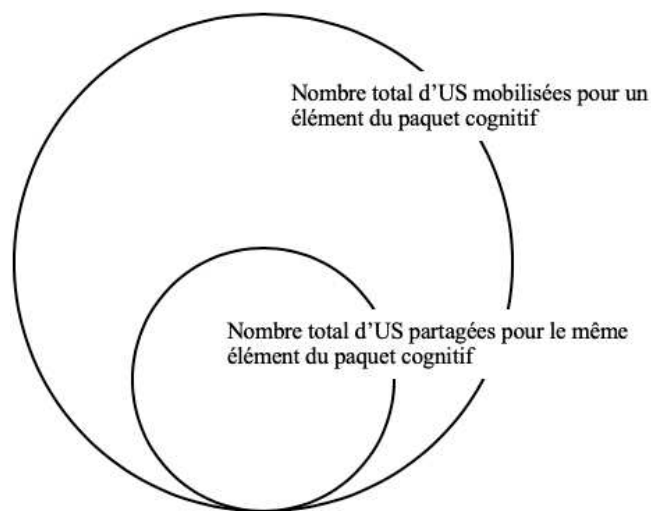 Nombre total d’US mobilisées pour un
élément du paquet cognitif
Nombre total d’US partagées pour le même
élément du paquet cognitif